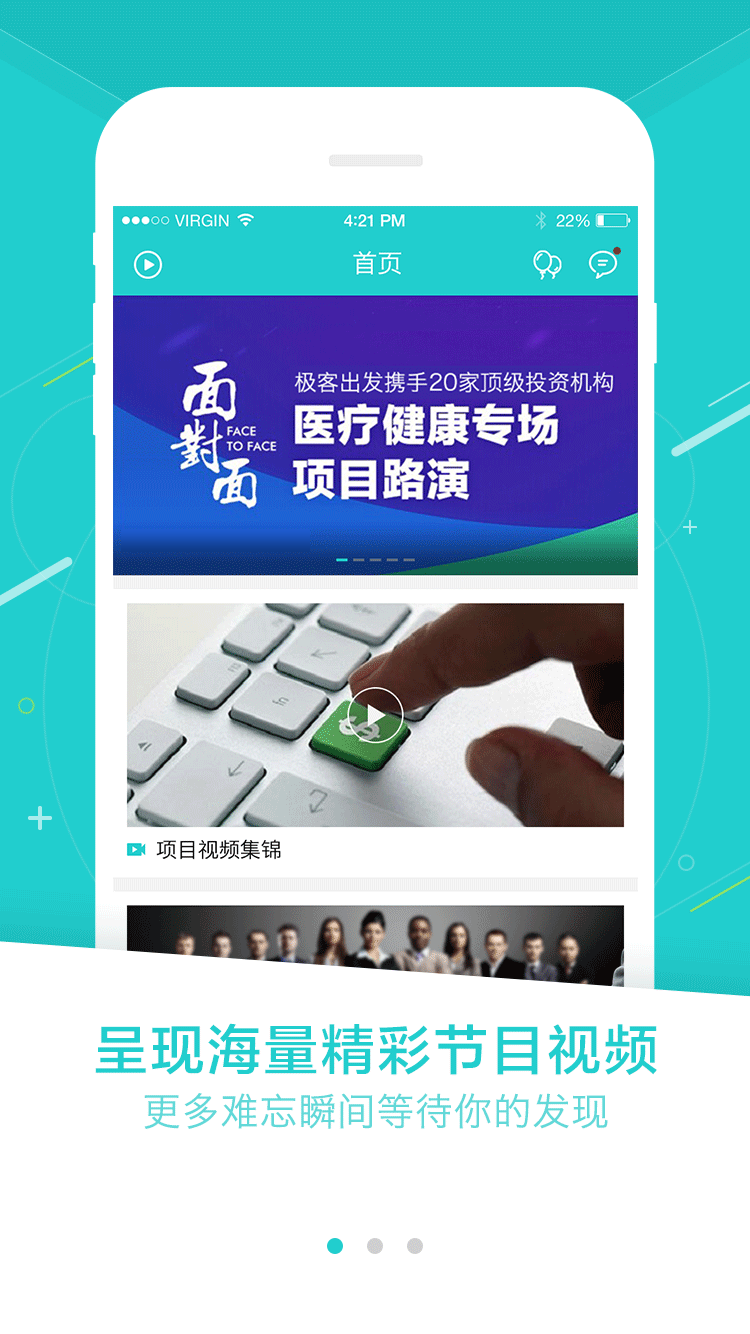 ●●●○○ VIRGIN
4:21 PM
22%
首页
面對面
FACE
TO FACE
极客出发携手20家顶级投资机构
医疗健康专场
项目路演
fn
$
项目视频集锦
呈现海量精彩节目视频
更多难忘瞬间等待你的发现